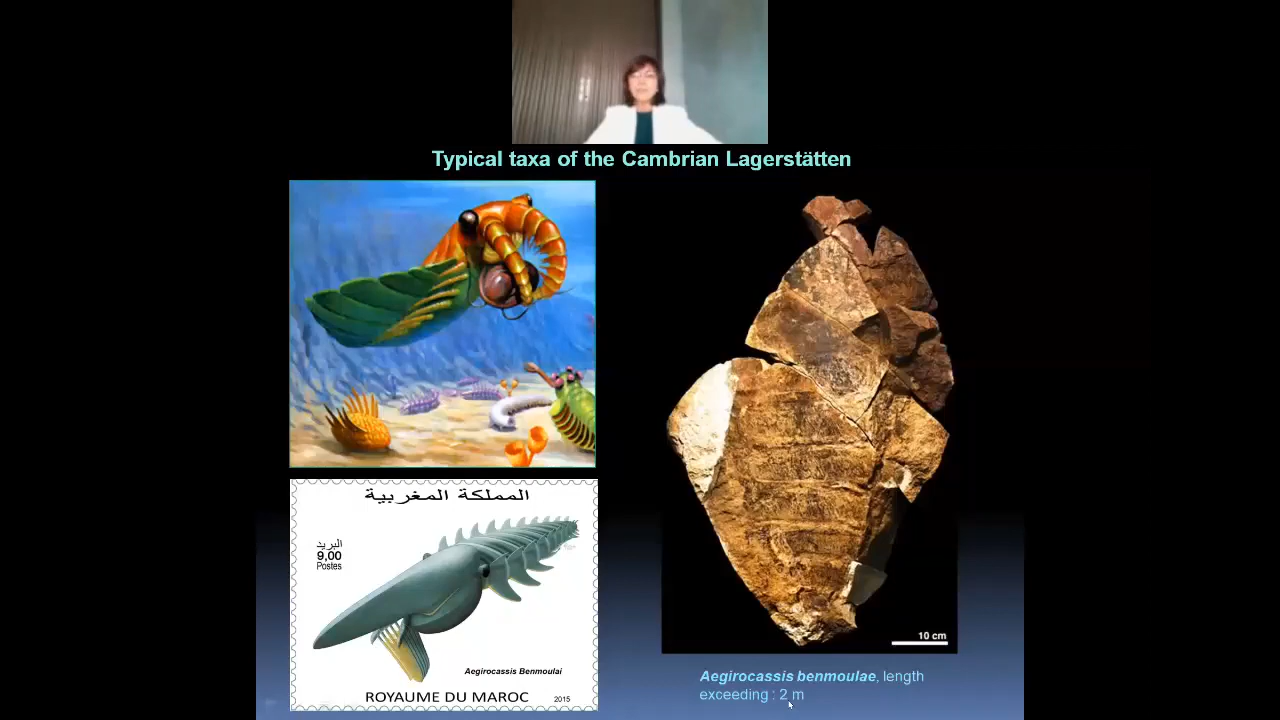 Typical taxa of the Cambrian Lagerstätten
المملكة المغربية
البريد
9,00
Postes
Aegirocassis Benmoulai
ROYAUME DU MAROC
2015
10 cm
Aegirocassis benmoulae, length
exceeding : 2 m